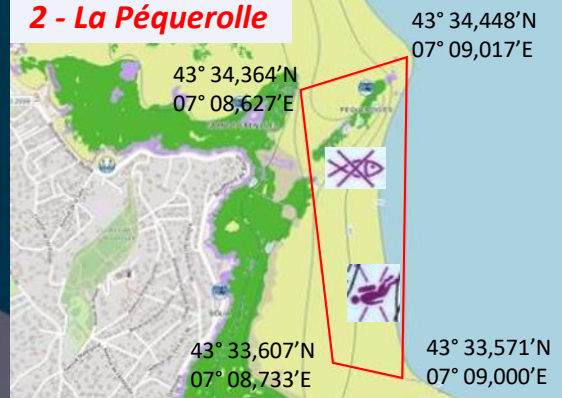 2 - La Péquerolle
43° 34,448’N
07° 09,017’E
43° 34,364’N
07° 08,627’E
43° 33,607’N
07° 08,733’E
43° 33,571’N
07° 09,000’E